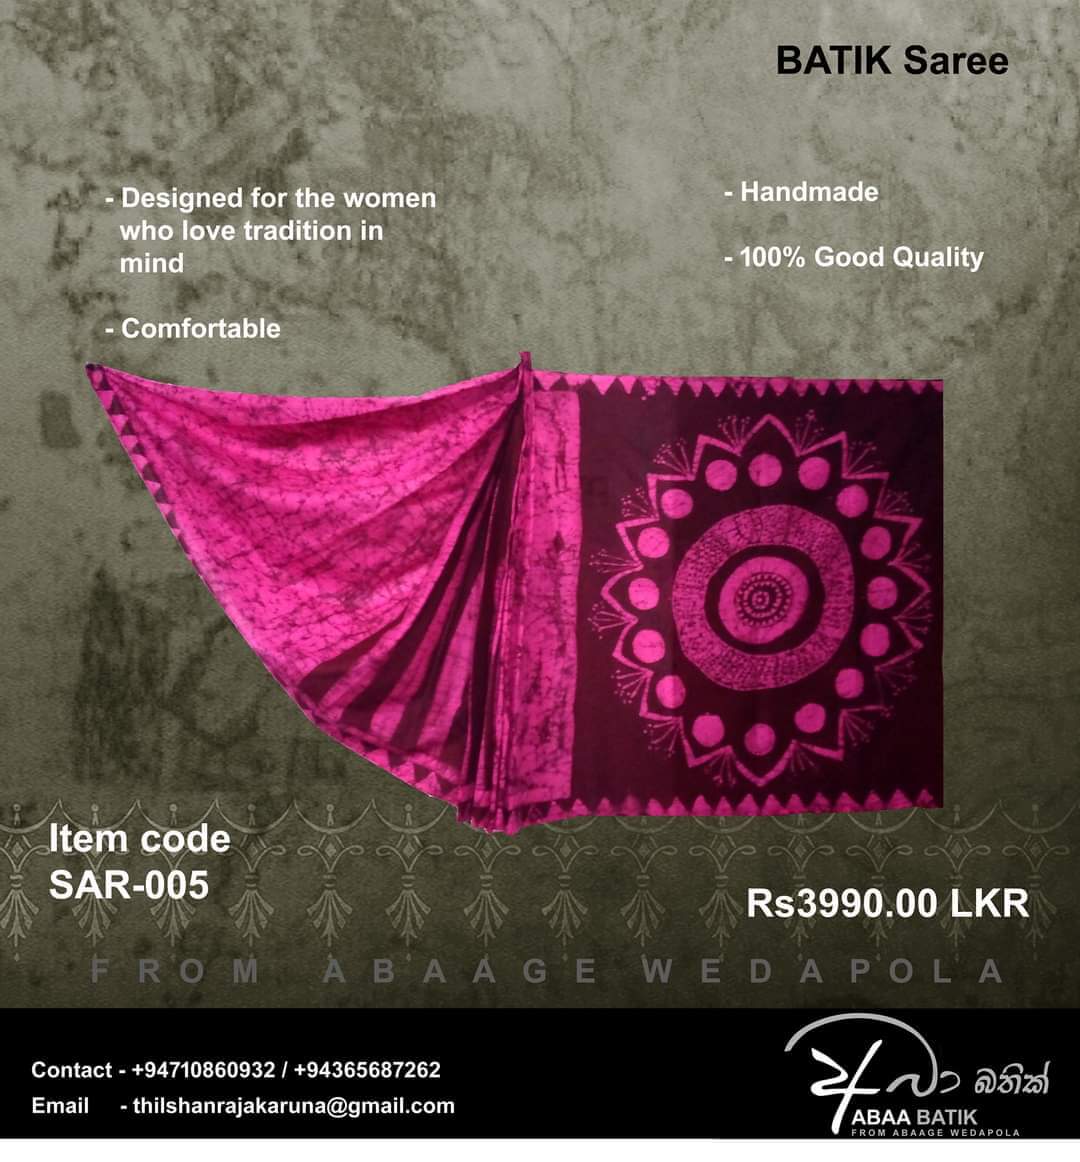 BATIK Saree
- Designed for the women
who love tradition in
mind
- Comfortable
- Handmade
- 100% Good Quality
Item code
SAR-005
Rs3990.00 LKR
FROM ABAAGE WEDAPOLA
Contact - +94710860932 / +94365687262
Email - thilshanrajakaruna@gmail.com
අබා බතික්
ABAA BATIK
FROM ABAAGE WEDAPOLA